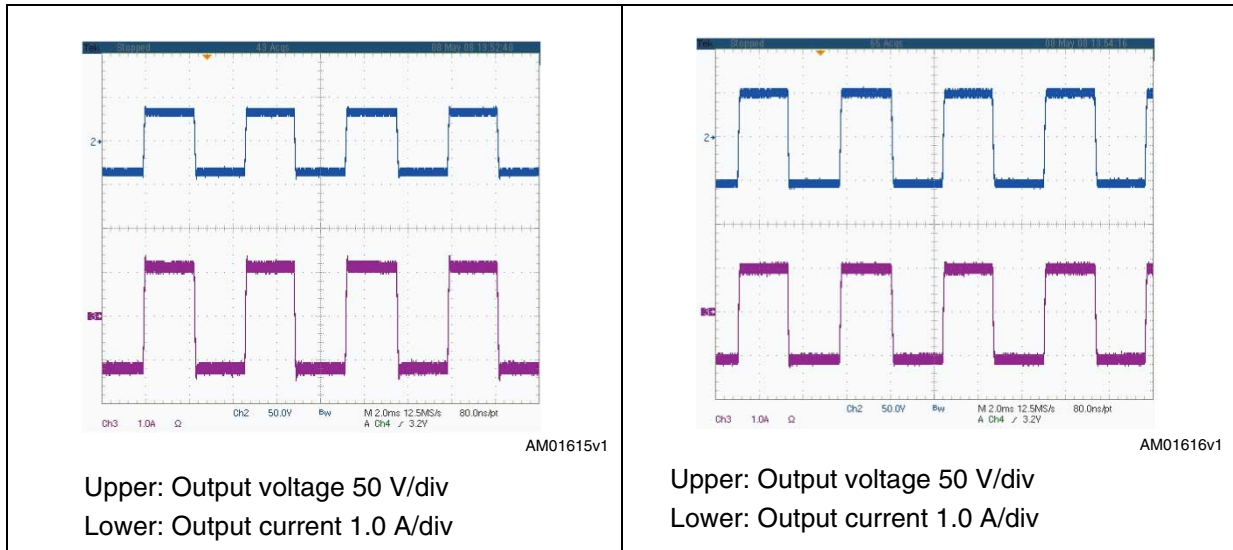 Tek Stopped 43 Acqs 08 May 08 13:52:40
2
3
Ch2 50.0V BW M 2.0ms 12.5MS/s 80.0ns/pt
Ch3 1.0A Ω A Ch4 ∕ 3.2V
AM01615v1
Upper: Output voltage 50 V/div
Lower: Output current 1.0 A/div
Tek Stopped 65 Acqs 08 May 08 13:54:16
2
3
Ch2 50.0V BW M 2.0ms 12.5MS/s 80.0ns/pt
Ch3 1.0A Ω A Ch4 ∕ 3.2V
AM01616v1
Upper: Output voltage 50 V/div
Lower: Output current 1.0 A/div